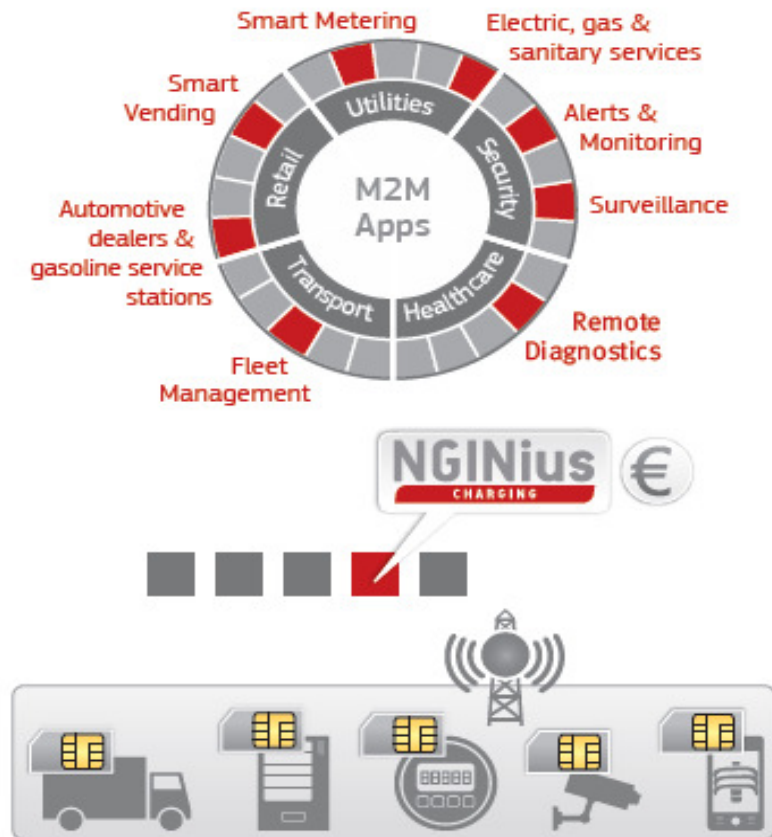 Smart Metering
Electric, gas &
sanitary services
Smart
Vending
Utilities
Alerts &
Monitoring
Retail
Security
M2M
Apps
Surveillance
Automotive
dealers &
gasoline service
stations
Transport
Healthcare
Remote
Diagnostics
Fleet
Management
NGINius
CHARGING
€
88888